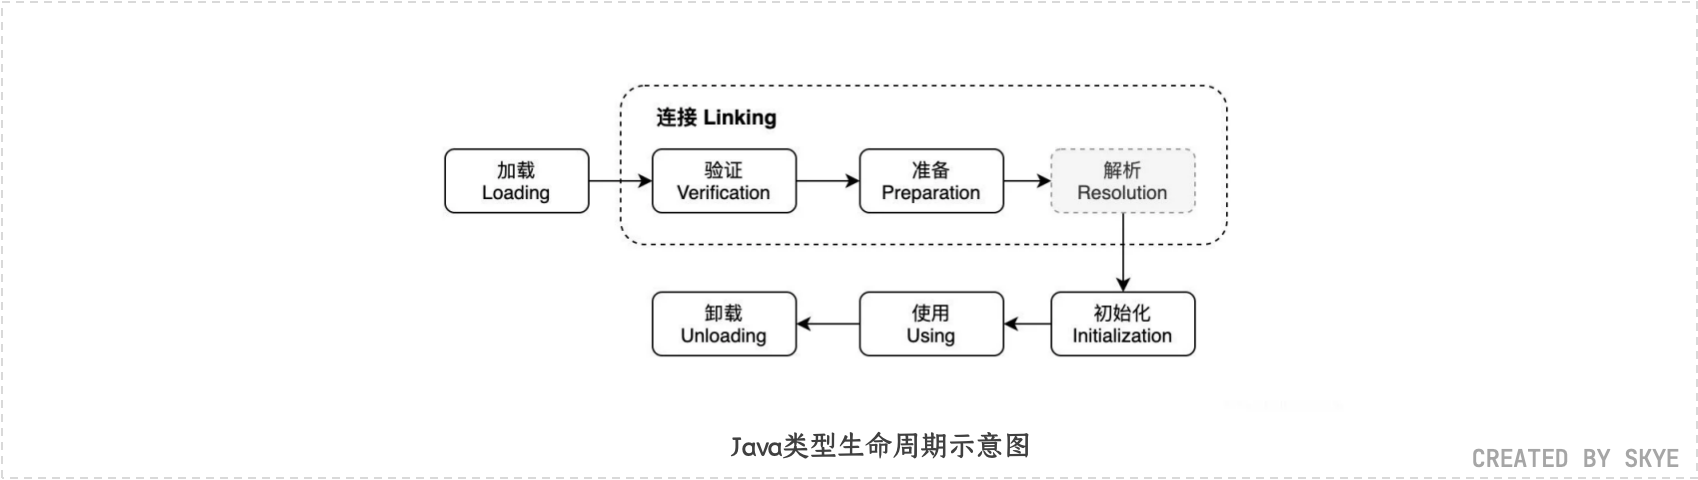 连接 Linking
加载
Loading
验证
Verification
准备
Preparation
解析
Resolution
初始化
Initialization
使用
Using
卸载
Unloading
Java类型生命周期示意图
CREATED BY SKYE